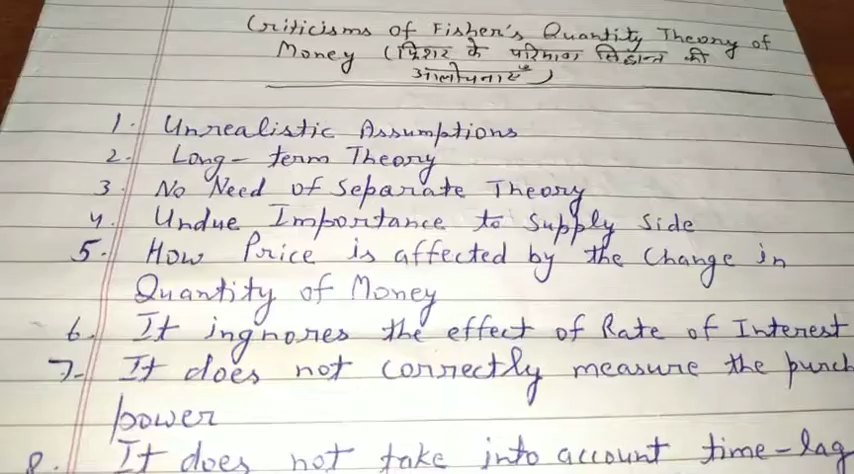 Criticisms of Fisher's Quantity Theory of
Money (फिशर के परिमाण सिद्धान्त की
आलोचनाएँ)
1. Unrealistic Assumptions
2. Long-term Theory
3. No Need of Separate Theory
4. Undue Importance to Supply Side
5. How Price is affected by the Change in
Quantity of Money
6. It ingnores the effect of Rate of Interest
7. It does not correctly measure the purch
power
8. It does not take into account time-lag